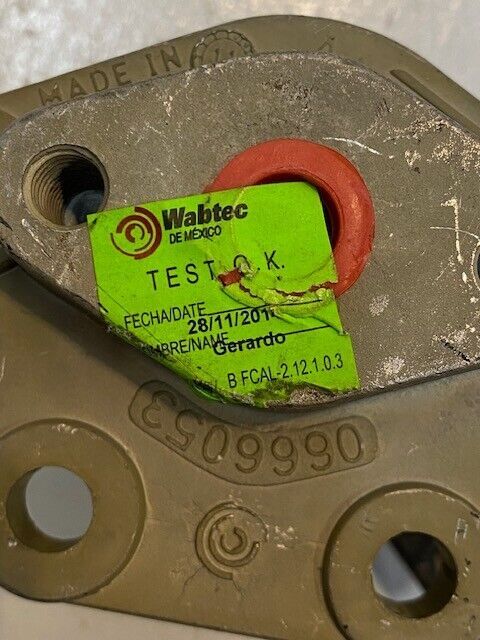 MADE IN
Wabtec
DE MÉXICO
TEST O.K.
FECHA/DATE
28/11/201
MBRE/NAME
Gerardo
B FCAL-2.12.1.0.3
0666053